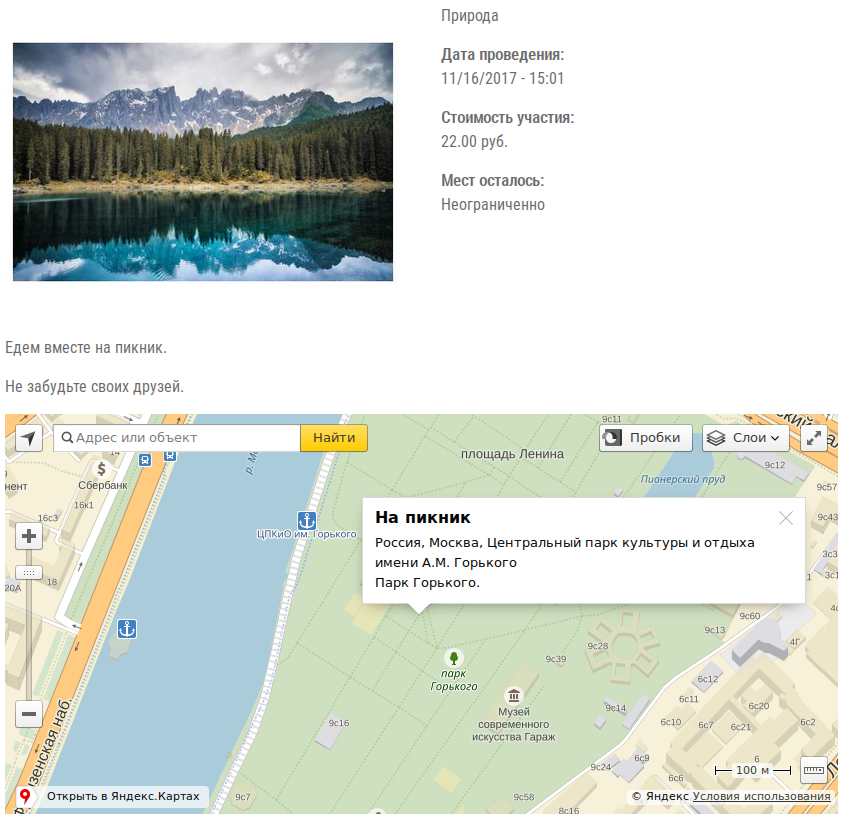 Природа
Дата проведения:
11/16/2017 - 15:01
Стоимость участия:
22.00 руб.
Мест осталось:
Неограниченно
Едем вместе на пикник.
Не забудьте своих друзей.
Адрес или объект
Найти
Пробки
Слои
9с11
14
площадь Ленина
9с12
Сбербанк
Пионерский пруд
нент
16к1
9с57
16с3
ЦПКиО им. Горького
9с43
На пикник
Россия, Москва, Центральный парк культуры и отдыха
имени А.М. Горького
Парк Горького.
18
20А
9с60
9с13
4Г
9с28
9с39
парк
Горького
6с12
Музей
современного
искусства Гараж
9с14
6с20
6с11
9с16
6с10
6с7
6с21
6с2
6с9
6
9с24
6с6
100 м
Открыть в Яндекс.Картах
9с7
9с58
8с16
© Яндекс Условия использования